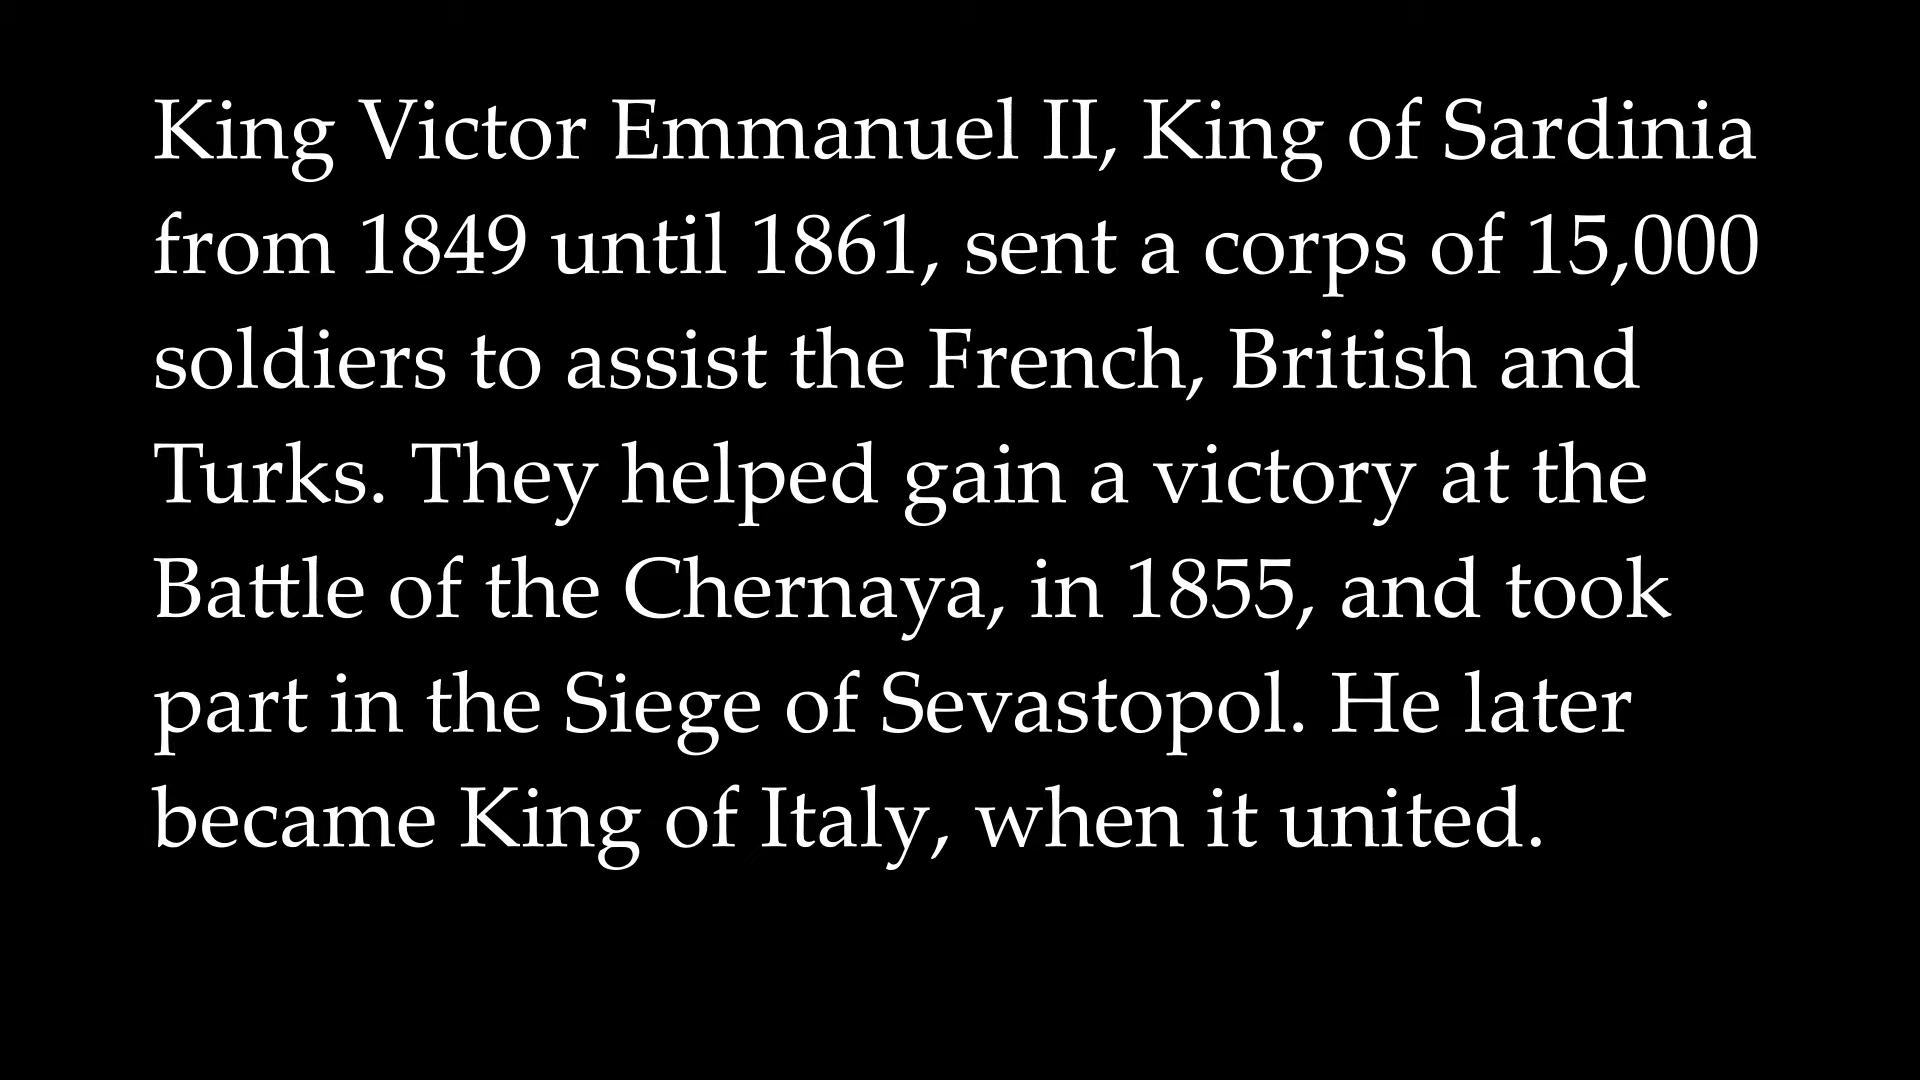 King Victor Emmanuel II, King of Sardinia
from 1849 until 1861, sent a corps of 15,000
soldiers to assist the French, British and
Turks. They helped gain a victory at the
Battle of the Chernaya, in 1855, and took
part in the Siege of Sevastopol. He later
became King of Italy, when it united.